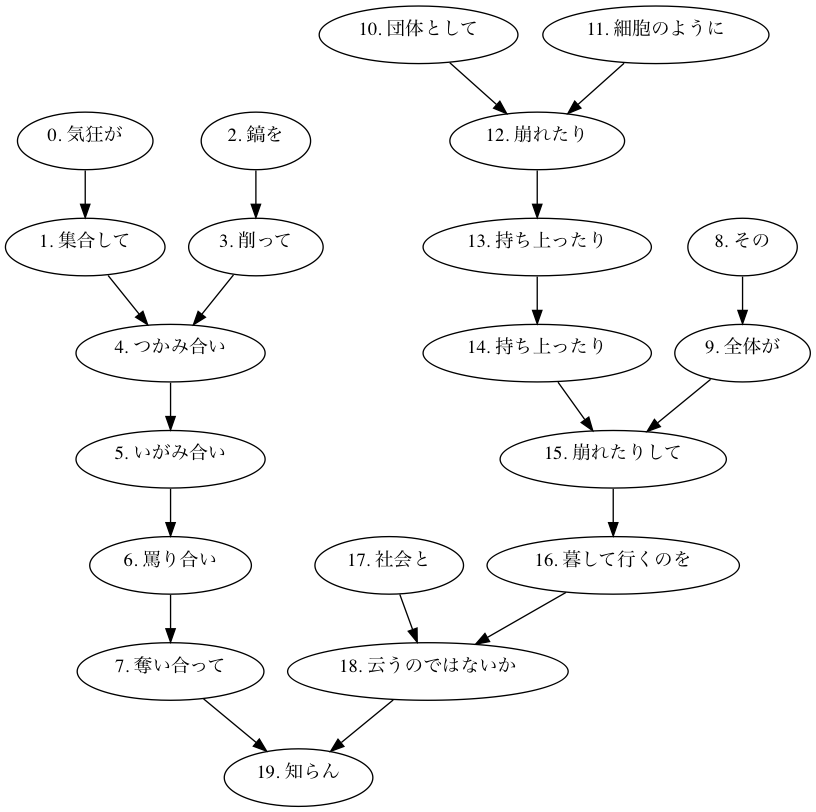 10. 団体として
11. 細胞のように
0. 気狂が
2. 鎬を
12. 崩れたり
1. 集合して
3. 削って
13. 持ち上ったり
8. その
4. つかみ合い
14. 持ち上ったり
9. 全体が
5. いがみ合い
15. 崩れたりして
6. 罵り合い
17. 社会と
16. 暮して行くのを
7. 奪い合って
18. 云うのではないか
19. 知らん